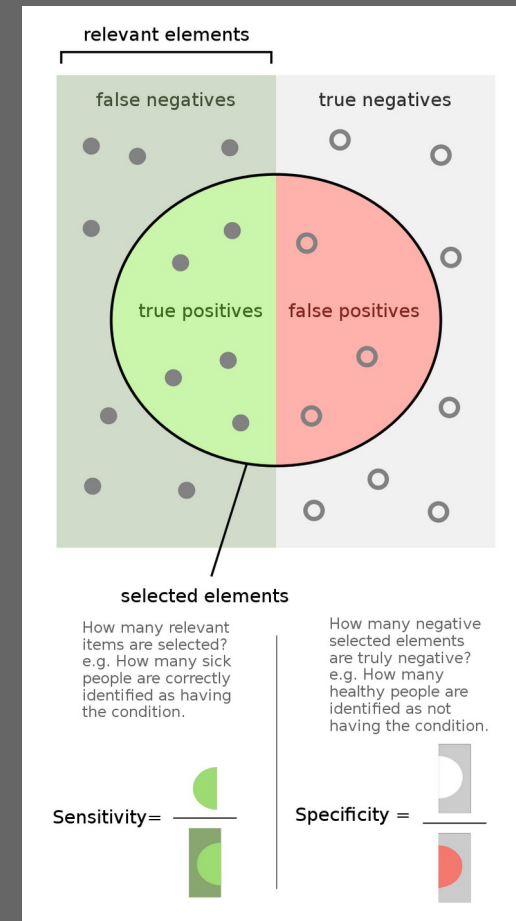 relevant elements
false negatives
true negatives
true positives
false positives
selected elements
How many relevant
items are selected?
e.g. How many sick
people are correctly
identified as having
the condition.
How many negative
selected elements
are truly negative?
e.g. How many
healthy people are
identified as not
having the condition.
Sensitivity=
Specificity =